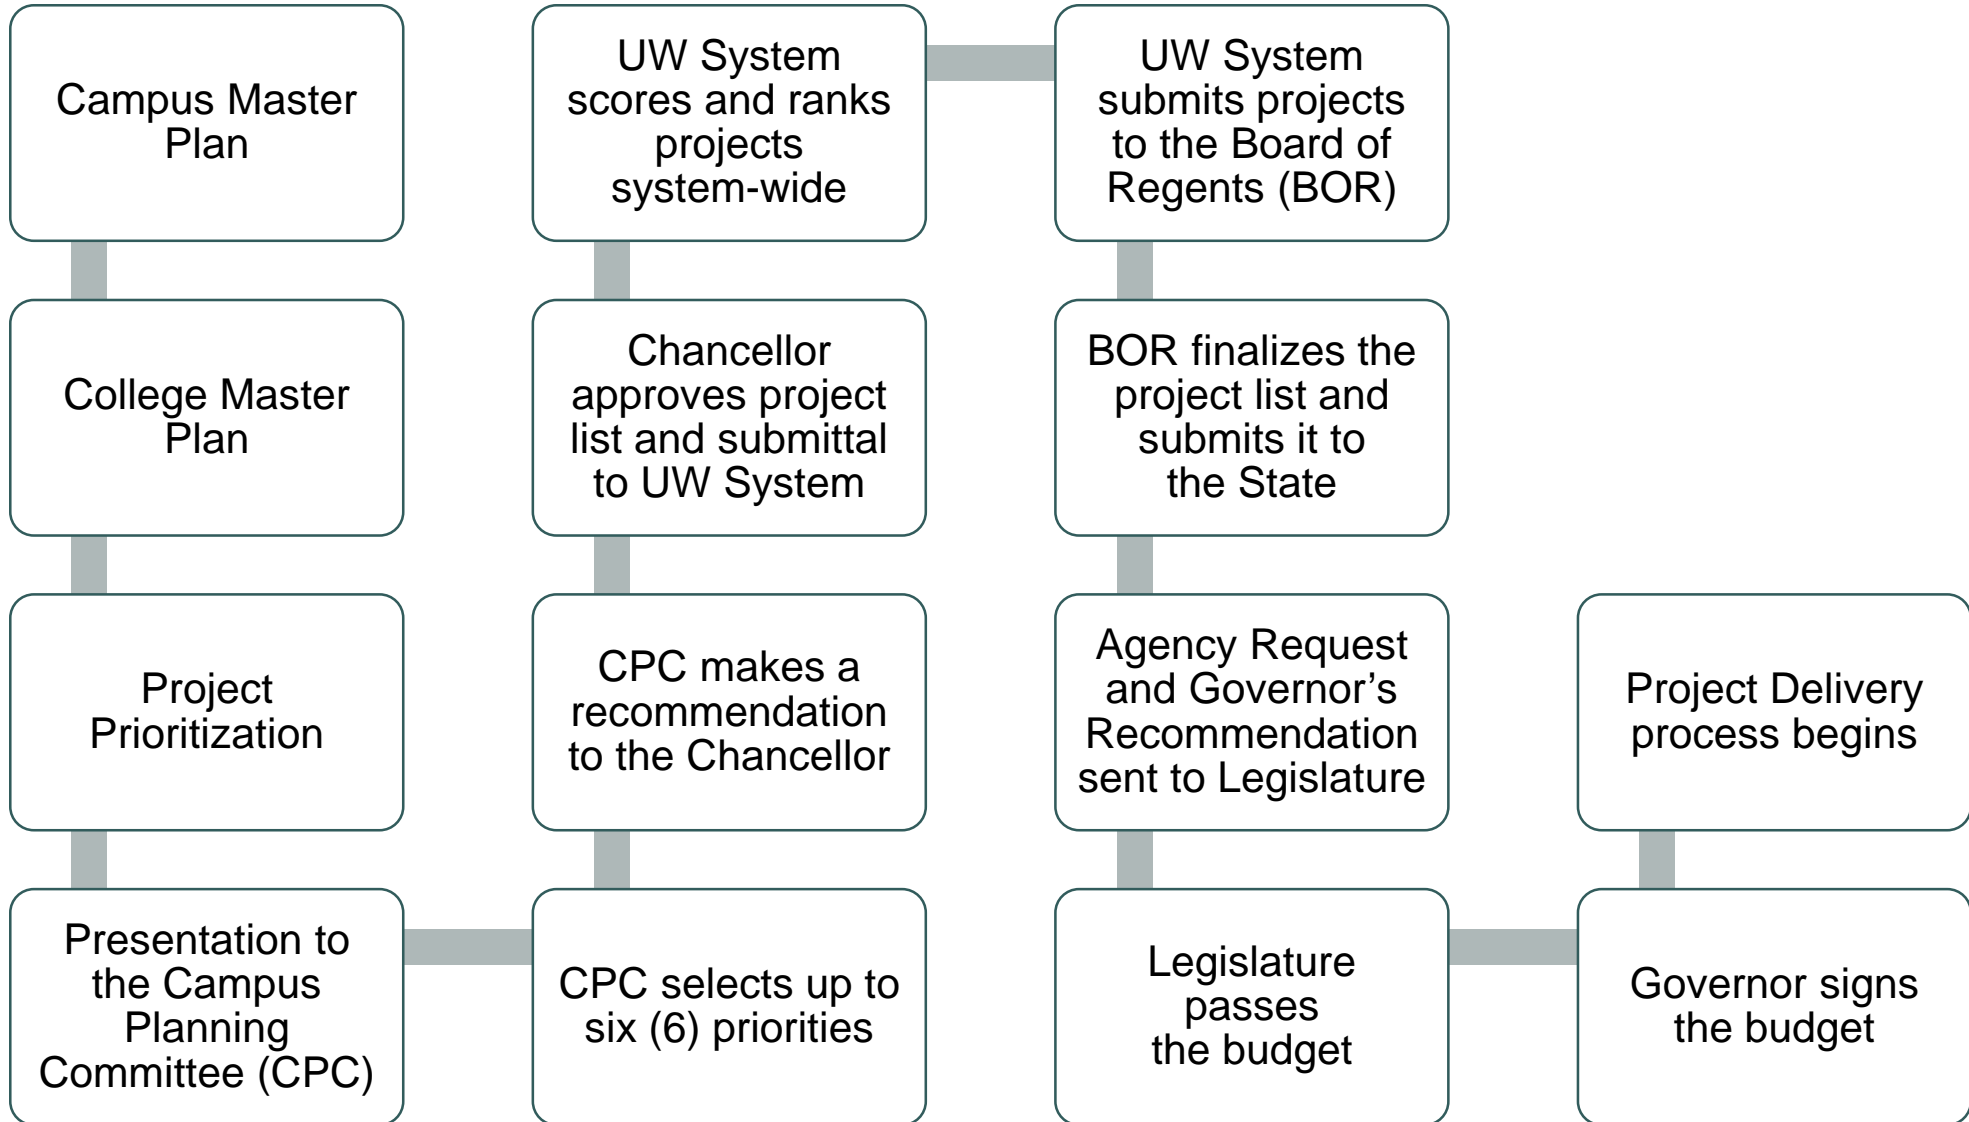 Campus Master
Plan
College Master
Plan
Project
Prioritization
Presentation to
the Campus
Planning
Committee (CPC)
CPC selects up to
six (6) priorities
CPC makes a
recommendation
to the Chancellor
Chancellor
approves project
list and submittal
to UW System
UW System
scores and ranks
projects
system-wide
UW System
submits projects
to the Board of
Regents (BOR)
BOR finalizes the
project list and
submits it to
the State
Agency Request
and Governor’s
Recommendation
sent to Legislature
Legislature
passes
the budget
Governor signs
the budget
Project Delivery
process begins